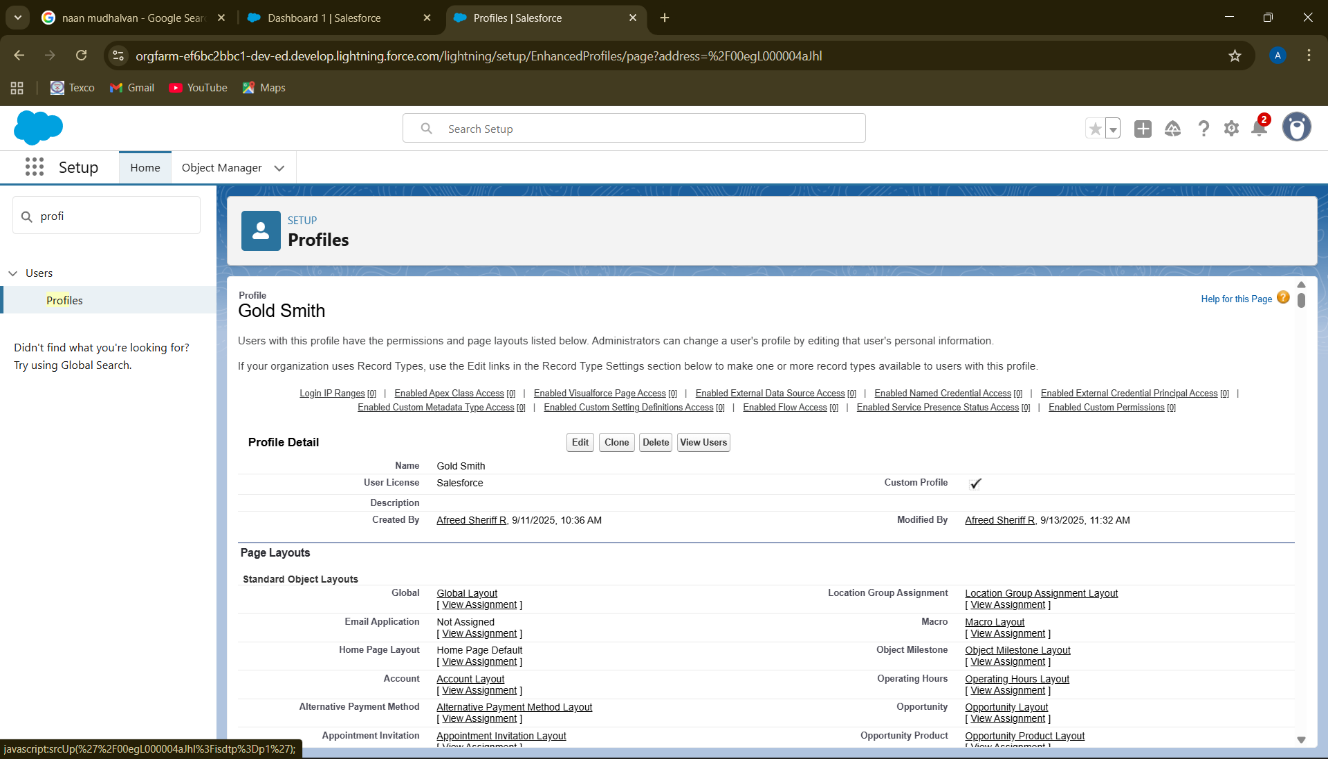 naan mudhalvan - Google Sear
Dashboard 1 | Salesforce
Profiles | Salesforce
orgfarm-ef6bc2bbc1-dev-ed.develop.lightning.force.com/lightning/setup/EnhancedProfiles/page?address=%2F00egL000004aJhl
A
Texco
Gmail
YouTube
Maps
Search Setup
2
Setup
Home
Object Manager
profi
Users
Profiles
Didn't find what you're looking for?
Try using Global Search.
SETUP
Profiles
Profile
Gold Smith
Help for this Page ?
Users with this profile have the permissions and page layouts listed below. Administrators can change a user's profile by editing that user's personal information.
If your organization uses Record Types, use the Edit links in the Record Type Settings section below to make one or more record types available to users with this profile.
Login IP Ranges [0] | Enabled Apex Class Access [0] | Enabled Visualforce Page Access [0] | Enabled External Data Source Access [0] | Enabled Named Credential Access [0] | Enabled External Credential Principal Access [0] |
Enabled Custom Metadata Type Access [0] | Enabled Custom Setting Definitions Access [0] | Enabled Flow Access [0] | Enabled Service Presence Status Access [0] | Enabled Custom Permissions [0]
Profile Detail
Edit Clone Delete View Users
Name Gold Smith
User License Salesforce Custom Profile ✓
Description
Created By Afreed Sheriff R, 9/11/2025, 10:36 AM Modified By Afreed Sheriff R, 9/13/2025, 11:32 AM
Page Layouts
Standard Object Layouts
Global Global Layout Location Group Assignment Location Group Assignment Layout
[ View Assignment ] [ View Assignment ]
Email Application Not Assigned Macro Macro Layout
[ View Assignment ] [ View Assignment ]
Home Page Layout Home Page Default Object Milestone Object Milestone Layout
[ View Assignment ] [ View Assignment ]
Account Account Layout Operating Hours Operating Hours Layout
[ View Assignment ] [ View Assignment ]
Alternative Payment Method Alternative Payment Method Layout Opportunity Opportunity Layout
[ View Assignment ] [ View Assignment ]
Appointment Invitation Appointment Invitation Layout Opportunity Product Opportunity Product Layout
[ View Assignment ] [ View Assignment ]
javascript:srcUp(%27%2F00egL000004aJhl%3Fisdtp%3Dp1%27);